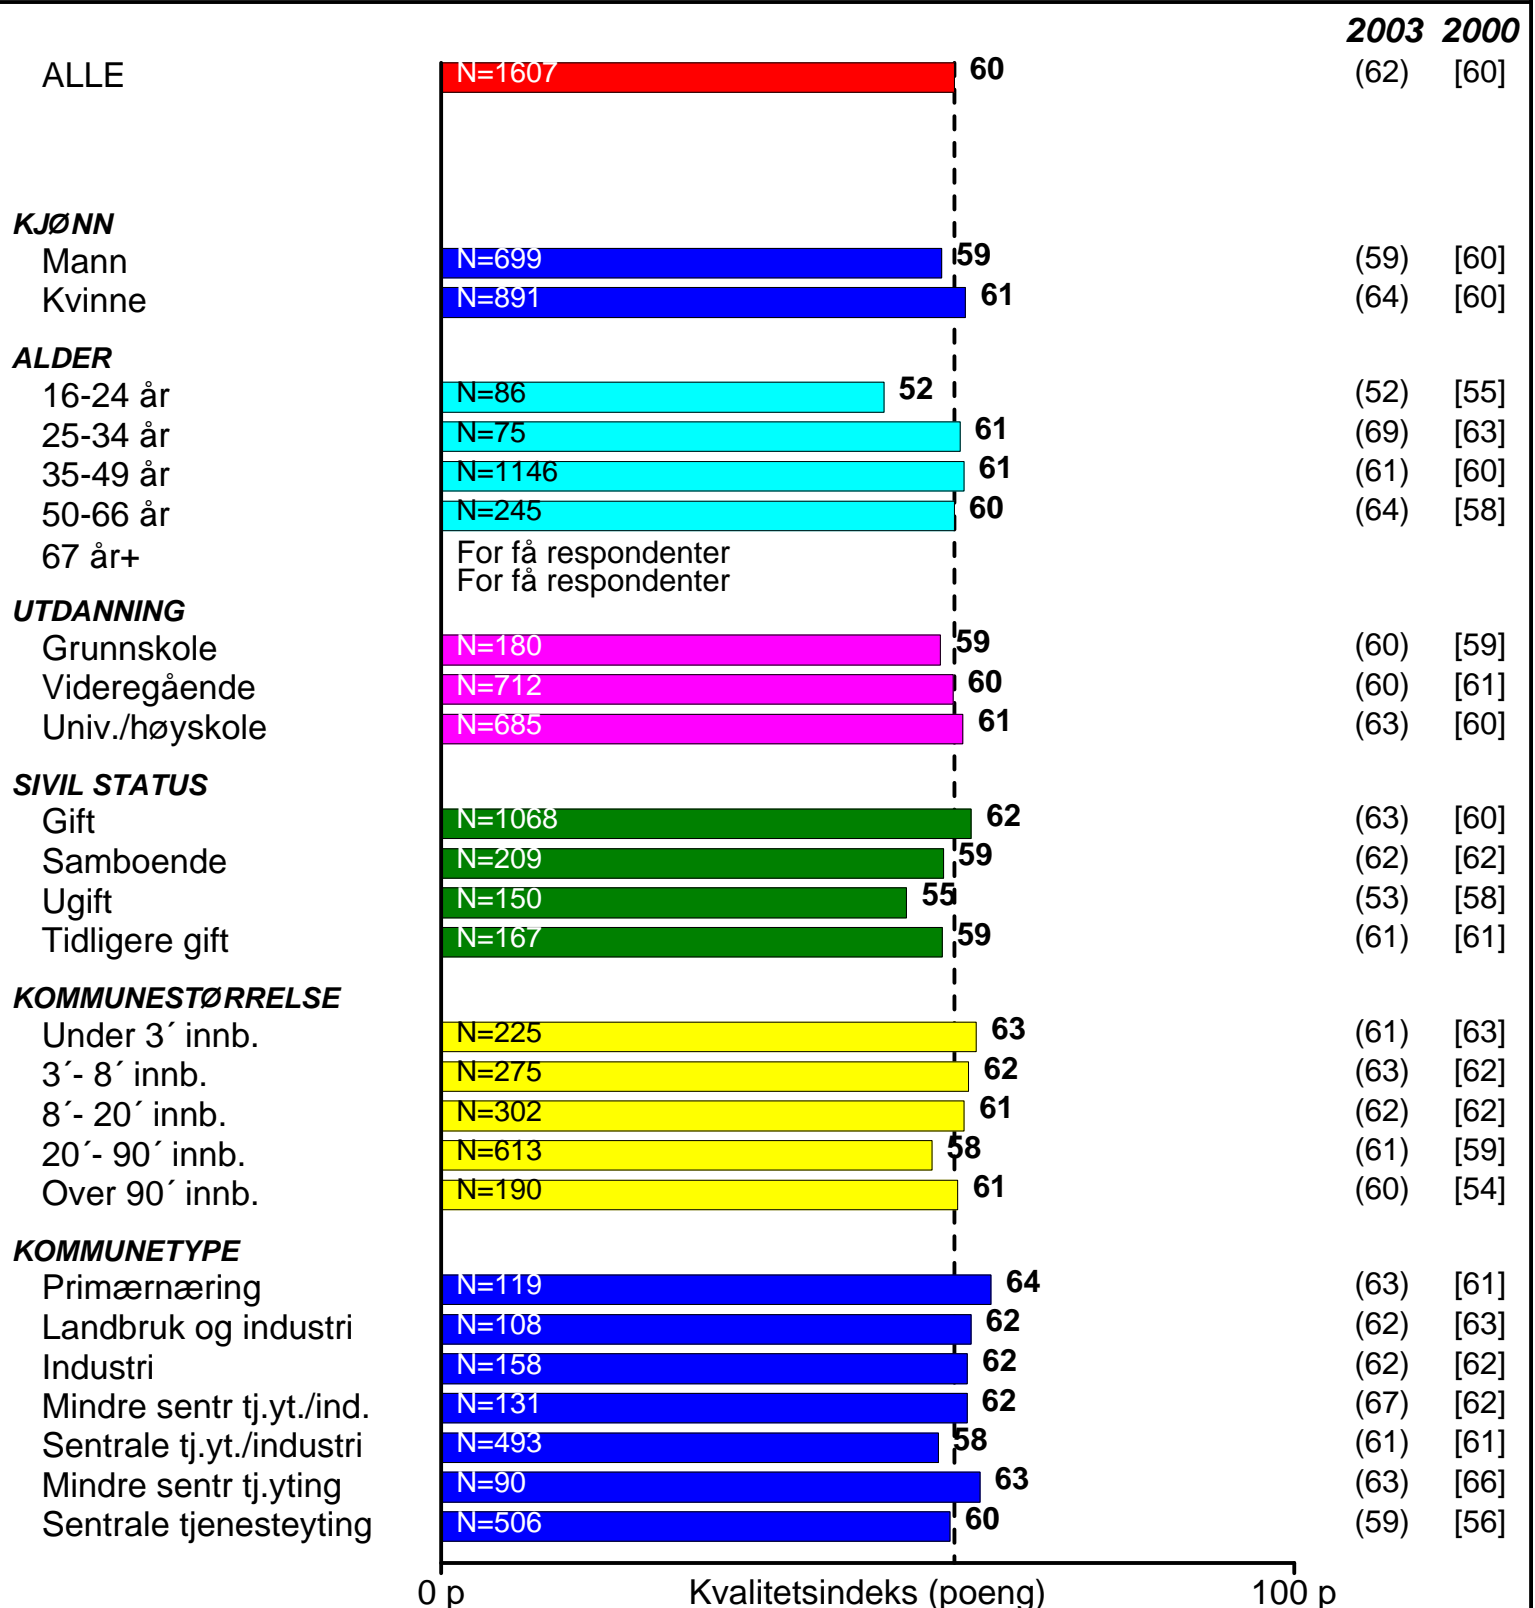 2003 2000
ALLE N=1607 60 (62) [60]
KJØNN
Mann N=699 59 (59) [60]
Kvinne N=891 61 (64) [60]
ALDER
16-24 år N=86 52 (52) [55]
25-34 år N=75 61 (69) [63]
35-49 år N=1146 61 (61) [60]
50-66 år N=245 60 (64) [58]
67 år+ For få respondenter
For få respondenter
UTDANNING
Grunnskole N=180 59 (60) [59]
Videregående N=712 60 (60) [61]
Univ./høyskole N=685 61 (63) [60]
SIVIL STATUS
Gift N=1068 62 (63) [60]
Samboende N=209 59 (62) [62]
Ugift N=150 55 (53) [58]
Tidligere gift N=167 59 (61) [61]
KOMMUNESTØRRELSE
Under 3´ innb. N=225 63 (61) [63]
3´- 8´ innb. N=275 62 (63) [62]
8´- 20´ innb. N=302 61 (62) [62]
20´- 90´ innb. N=613 58 (61) [59]
Over 90´ innb. N=190 61 (60) [54]
KOMMUNETYPE
Primærnæring N=119 64 (63) [61]
Landbruk og industri N=108 62 (62) [63]
Industri N=158 62 (62) [62]
Mindre sentr tj.yt./ind. N=131 62 (67) [62]
Sentrale tj.yt./industri N=493 58 (61) [61]
Mindre sentr tj.yting N=90 63 (63) [66]
Sentrale tjenesteyting N=506 60 (59) [56]
0 p Kvalitetsindeks (poeng) 100 p